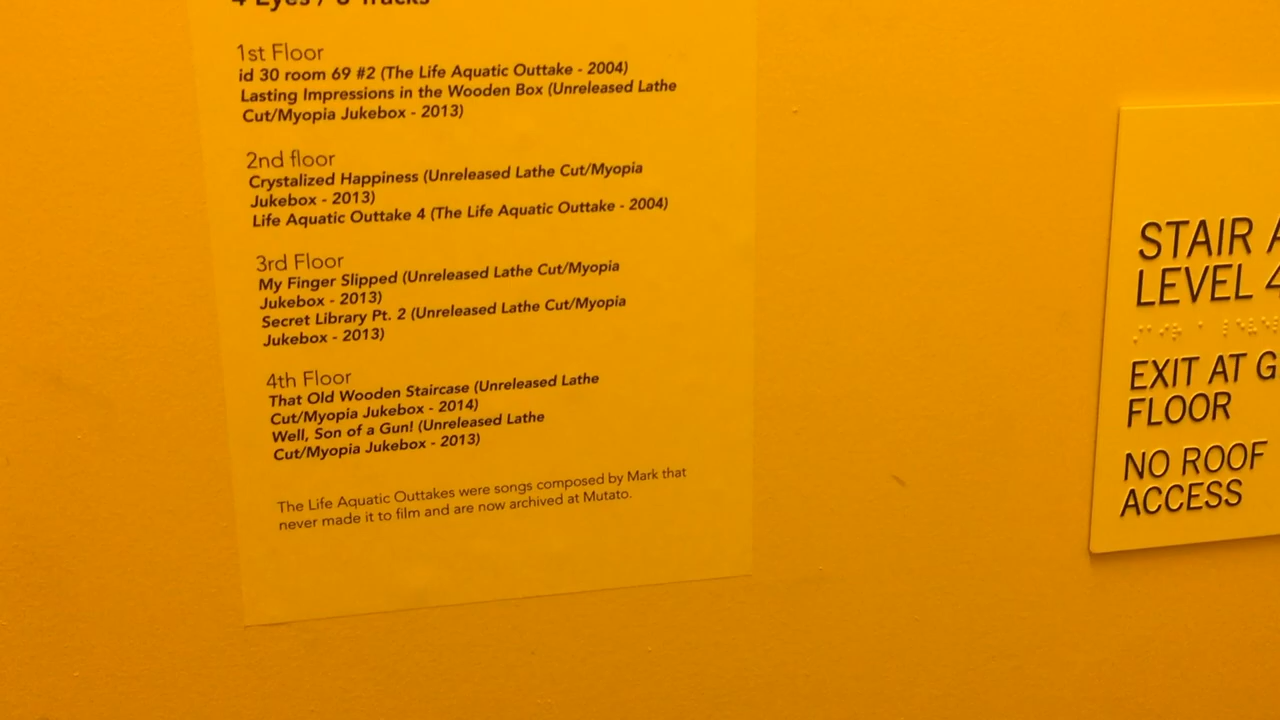 4 Eyes / 8 Tracks
1st Floor
id 30 room 69 #2 (The Life Aquatic Outtake - 2004)
Lasting Impressions in the Wooden Box (Unreleased Lathe
Cut/Myopia Jukebox - 2013)
2nd floor
Crystalized Happiness (Unreleased Lathe Cut/Myopia
Jukebox - 2013)
Life Aquatic Outtake 4 (The Life Aquatic Outtake - 2004)
3rd Floor
My Finger Slipped (Unreleased Lathe Cut/Myopia
Jukebox - 2013)
Secret Library Pt. 2 (Unreleased Lathe Cut/Myopia
Jukebox - 2013)
4th Floor
That Old Wooden Staircase (Unreleased Lathe
Cut/Myopia Jukebox - 2014)
Well, Son of a Gun! (Unreleased Lathe
Cut/Myopia Jukebox - 2013)
The Life Aquatic Outtakes were songs composed by Mark that
never made it to film and are now archived at Mutato.
STAIR A
LEVEL 4
EXIT AT G
FLOOR
NO ROOF
ACCESS